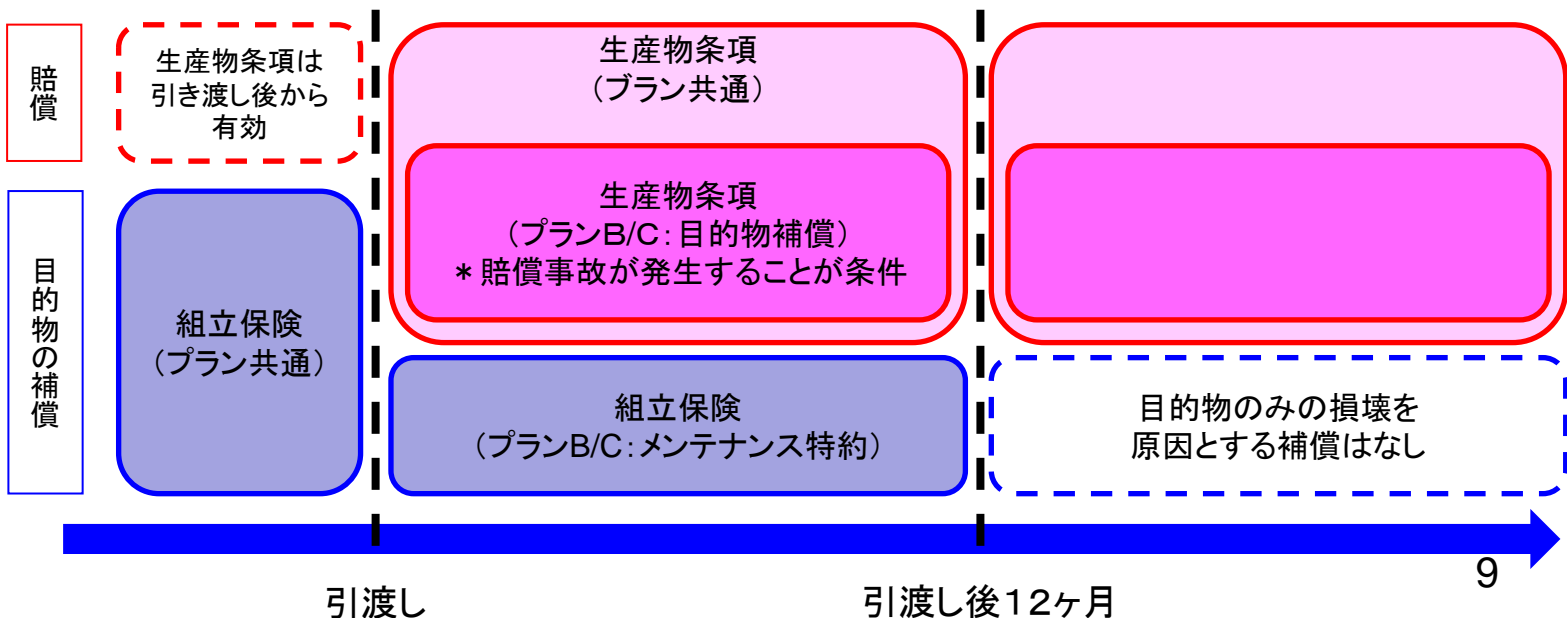 賠償
生産物条項は
引き渡し後から
有効
生産物条項
（ブラン共通）
生産物条項
（プランB/C：目的物補償）
＊賠償事故が発生することが条件
目的物の補償
組立保険
（プラン共通）
組立保険
（プランB/C：メンテナンス特約）
目的物のみの損壊を
原因とする補償はなし
引渡し
引渡し後１２ヶ月
9